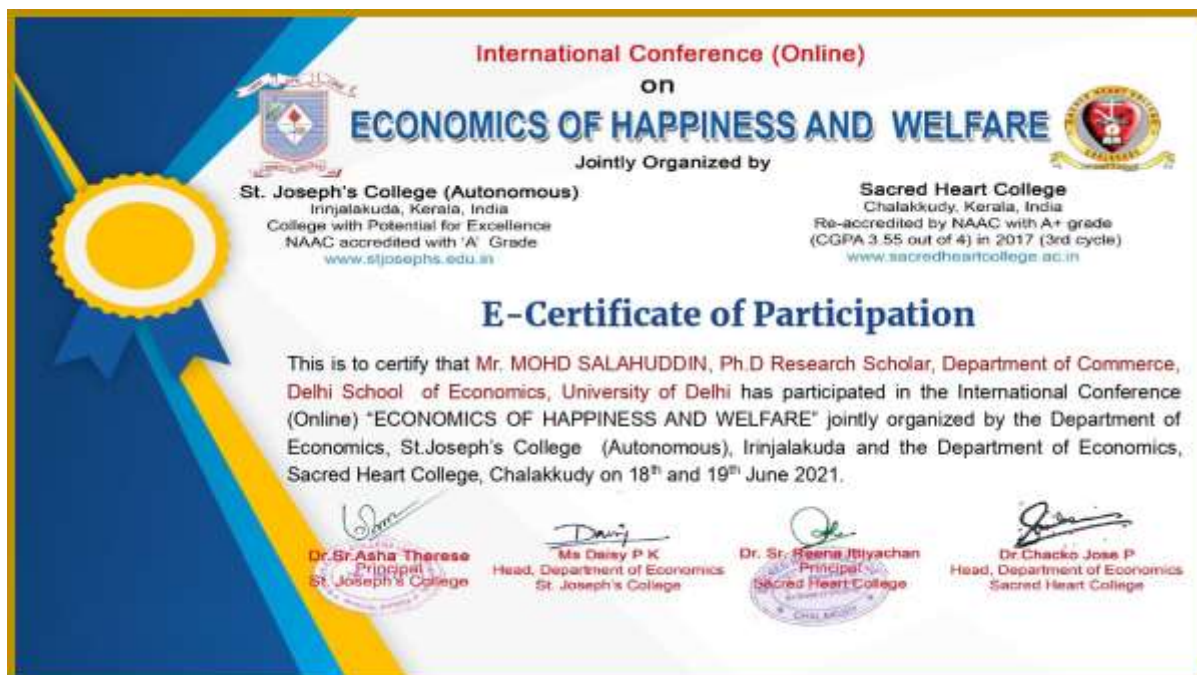 International Conference (Online)
on
ECONOMICS OF HAPPINESS AND WELFARE
Jointly Organized by
St. Joseph's College (Autonomous)
Irinjalakuda, Kerala, India
College with Potential for Excellence
NAAC accredited with 'A' Grade
www.stjosephs.edu.in
Sacred Heart College
Chalakkudy, Kerala, India
Re-accredited by NAAC with A+ grade
(CGPA 3.55 out of 4) in 2017 (3rd cycle)
www.sacredheartcollege.ac.in
E-Certificate of Participation
This is to certify that Mr. MOHD SALAHUDDIN, Ph.D Research Scholar, Department of Commerce,
Delhi School of Economics, University of Delhi has participated in the International Conference
(Online) "ECONOMICS OF HAPPINESS AND WELFARE" jointly organized by the Department of
Economics, St.Joseph's College (Autonomous), Irinjalakuda and the Department of Economics,
Sacred Heart College, Chalakkudy on 18th and 19th June 2021.
Dr.Sr.Asha Therese
Principal
St. Joseph's College
Ms Daisy P K
Head, Department of Economics
St. Joseph's College
Dr. Sr. Reena Ittyachan
Principal
Sacred Heart College
Dr.Chacko Jose P
Head, Department of Economics
Sacred Heart College